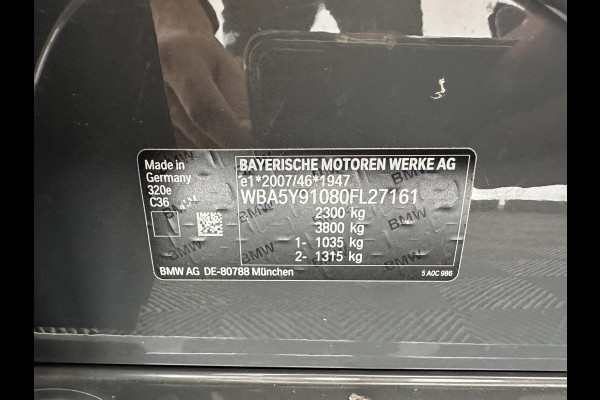 Made in
Germany
320e
C36
BAYERISCHE MOTOREN WERKE AG
e1*2007/46*1947
WBA5Y91080FL27161
2300 kg
3800 kg
1- 1035 kg
2- 1315 kg
BMW AG DE-80788 München
5 A0C 986